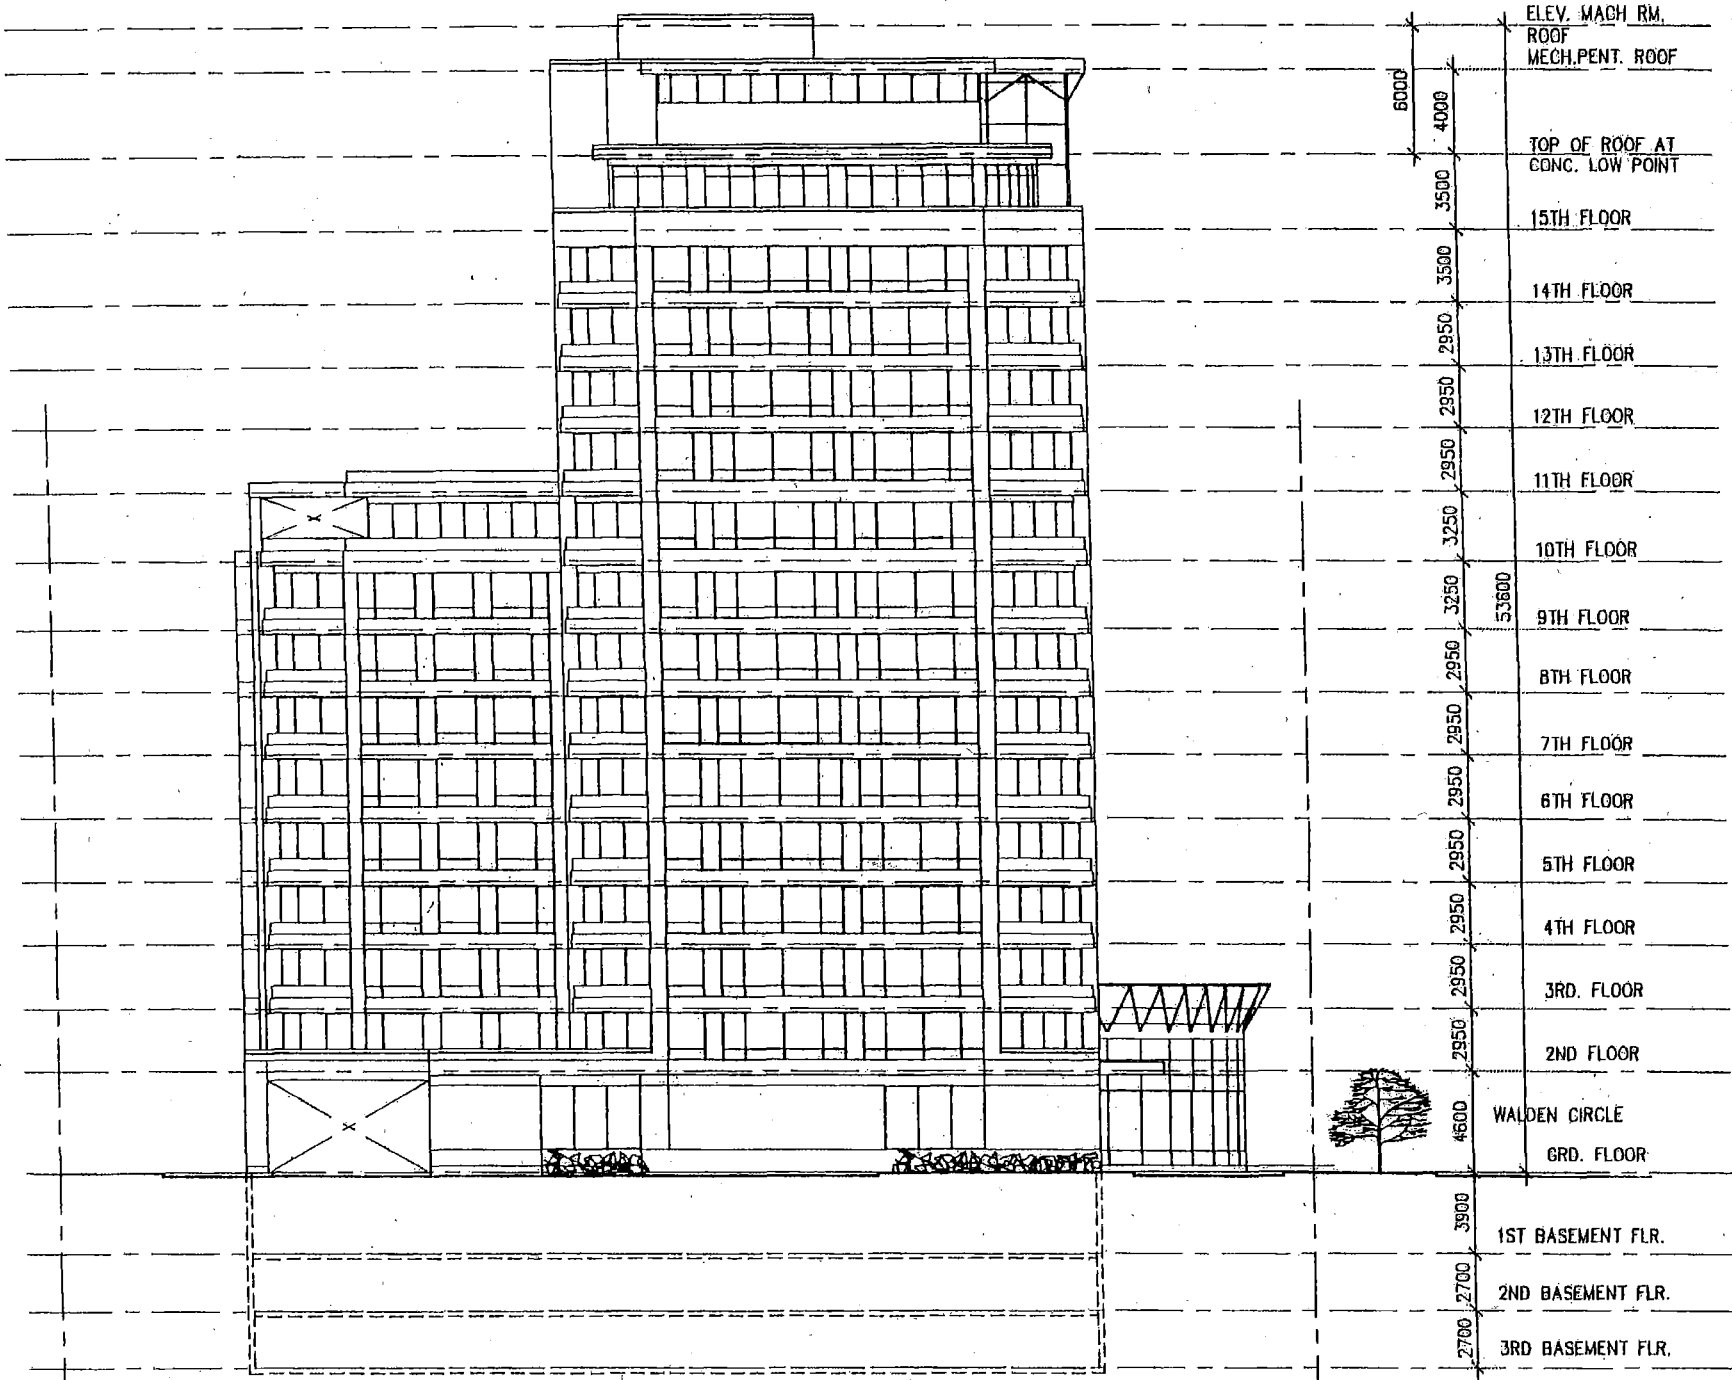 ELEV. MACH RM.
ROOF
MECH.PENT. ROOF
6000
4000
TOP OF ROOF AT
CONC. LOW POINT
3500
15TH FLOOR
3500
14TH FLOOR
2950
13TH FLOOR
2950
12TH FLOOR
2950
11TH FLOOR
3250
10TH FLOOR
3250
53600
9TH FLOOR
2950
8TH FLOOR
2950
7TH FLOOR
2950
6TH FLOOR
2950
5TH FLOOR
2950
4TH FLOOR
2950
3RD. FLOOR
2950
2ND FLOOR
4600
WALDEN CIRCLE
GRD. FLOOR
3900
1ST BASEMENT FLR.
2700
2ND BASEMENT FLR.
2700
3RD BASEMENT FLR.